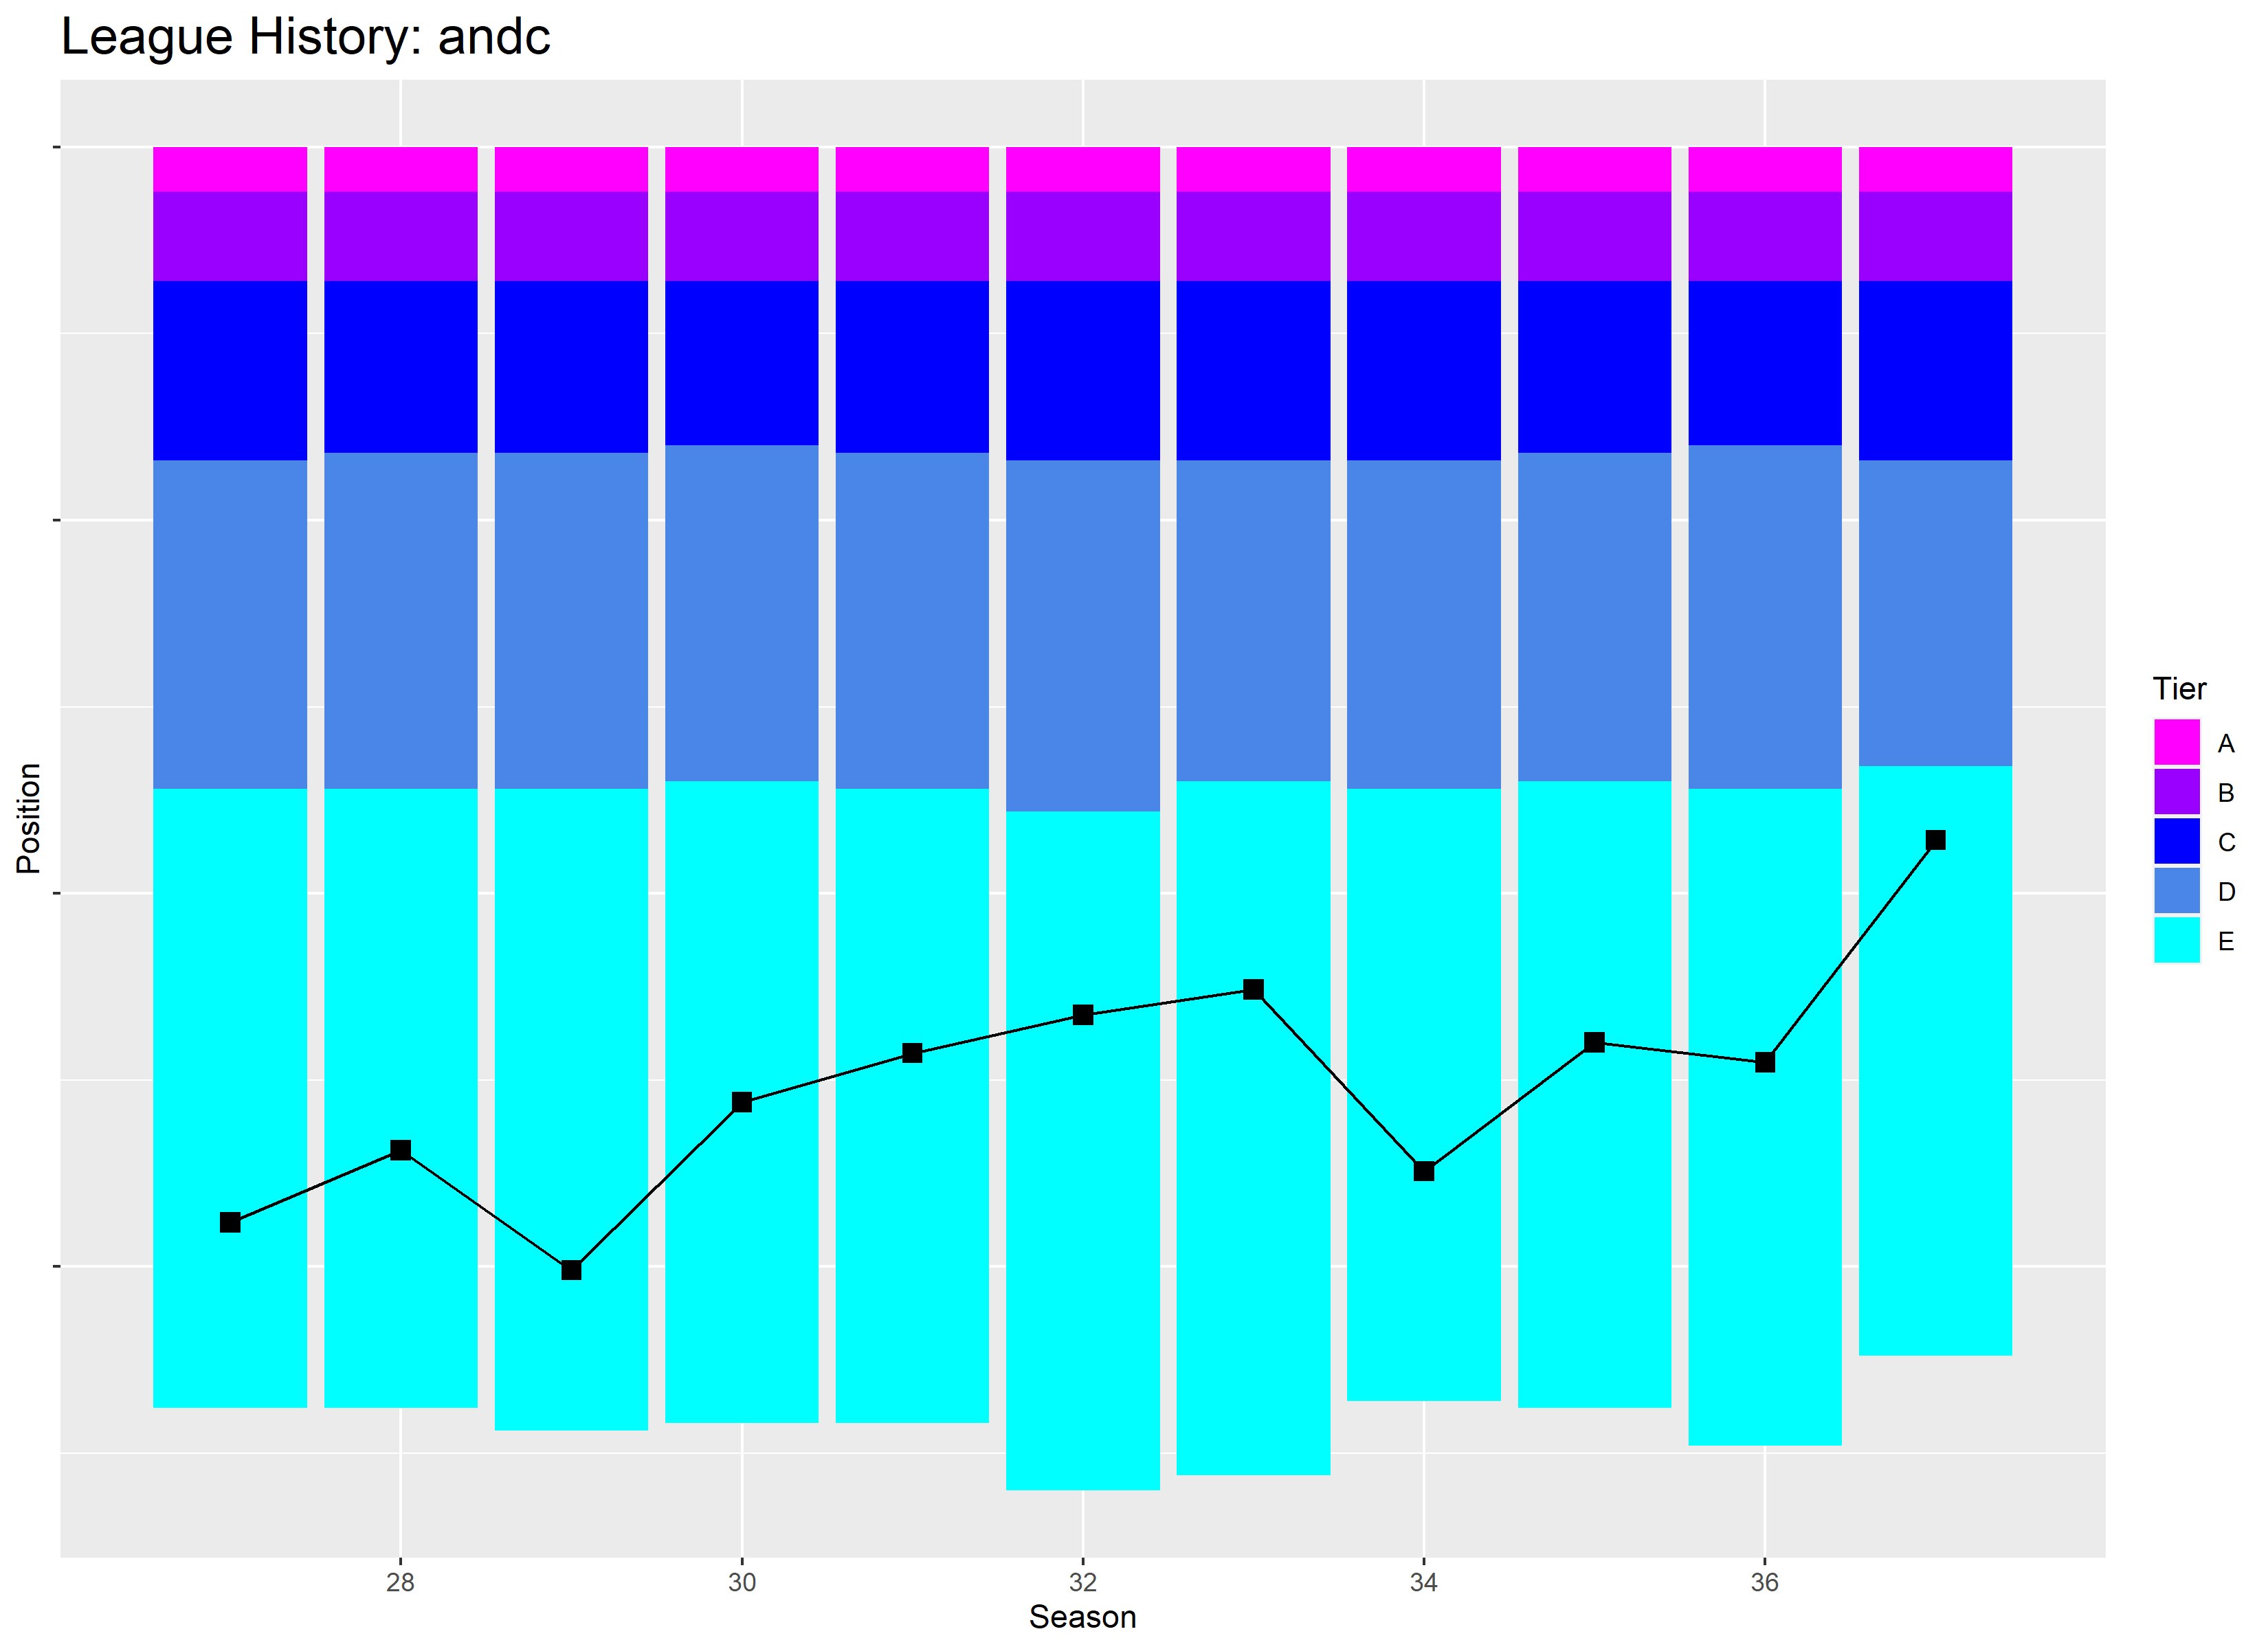 League History: andc
Position
Tier
A
B
C
D
E
28
30
32
34
36
Season